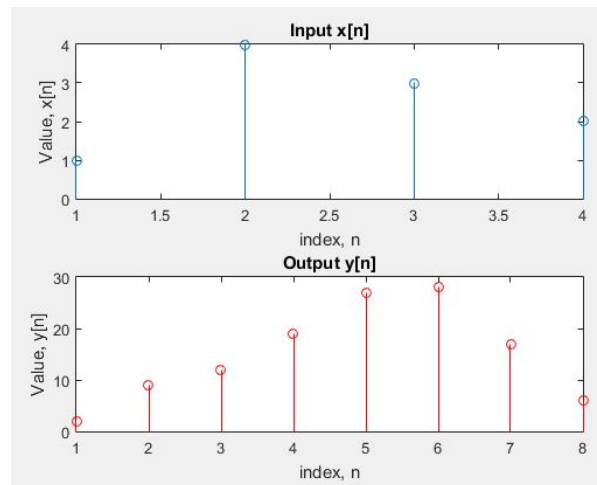 Input x[n]
4
3
2
1
0
Value, x[n]
1 1.5 2 2.5 3 3.5 4
index, n
Output y[n]
30
20
10
0
Value, y[n]
1 2 3 4 5 6 7 8
index, n